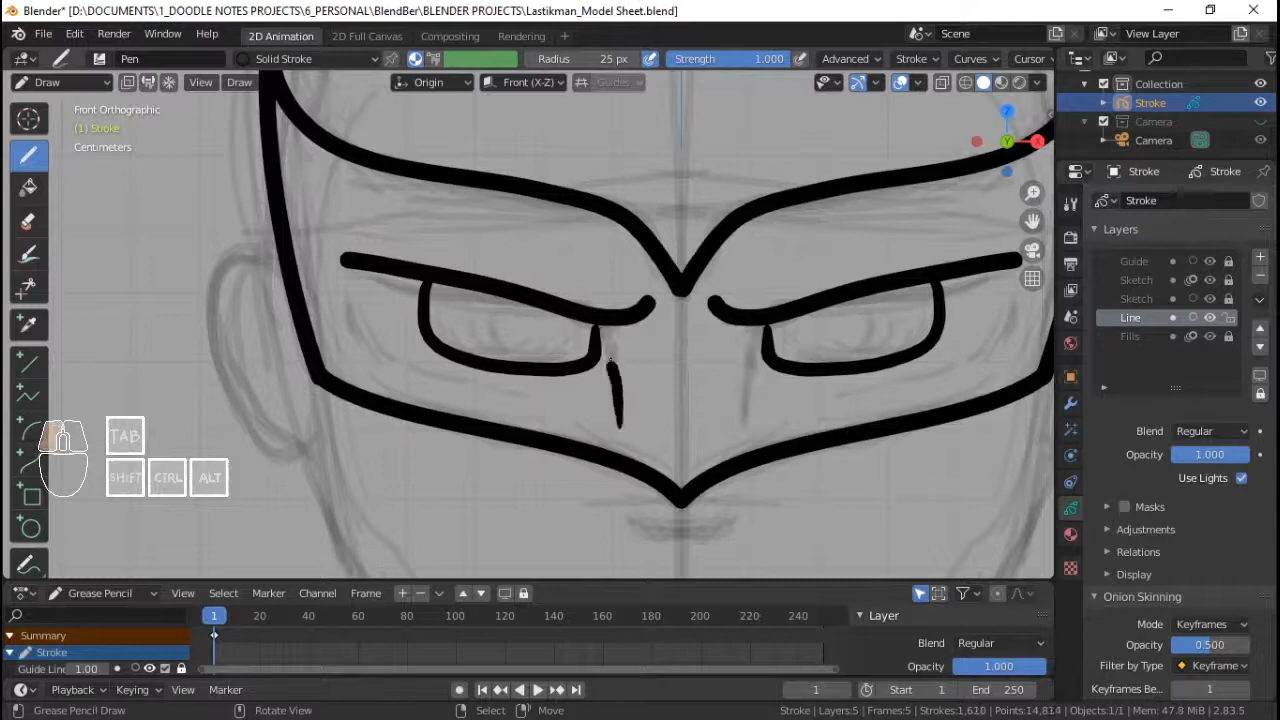 Blender* [D:\DOCUMENTS\1_DOODLE NOTES PROJECTS\6_PERSONAL\BlendBer\BLENDER PROJECTS\Lastikman_Model Sheet.blend]
File Edit Render Window Help 2D Animation 2D Full Canvas Compositing Rendering + Scene View Layer
Pen Solid Stroke Radius 25 px Strength 1.000 Advanced Stroke Curves Cursor
Draw View Draw Origin Front (X-Z) Guides
Collection
Stroke
Camera
Camera
Front Orthographic
(1) Stroke
Centimeters
Z
Y
X
Stroke Stroke
Stroke
Layers
Guide
Sketch
Sketch
Line
Fills
TAB
SHIFT CTRL ALT
Blend Regular
Opacity 1.000
Use Lights
Masks
Adjustments
Relations
Display
Onion Skinning
Mode Keyframes
Opacity 0.500
Filter by Type Keyframe
Keyframes Be... 1
Grease Pencil View Select Marker Channel Frame
1 20 40 60 80 100 120 140 160 180 200 220 240
Layer
Summary
Stroke
Guide Line 1.00
Blend Regular
Opacity 1.000
Playback Keying View Marker 1 Start 1 End 250
Grease Pencil Draw Rotate View Select Move Stroke | Layers:5 | Frames:5 | Strokes:1,610 | Points:14,814 | Objects:1/1 | Mem: 47.8 MiB | 2.83.5